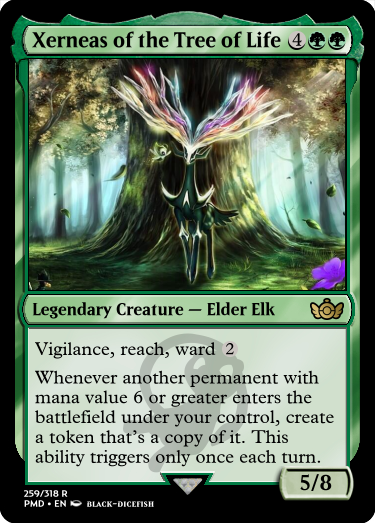 Xerneas of the Tree of Life 4
Legendary Creature — Elder Elk
Vigilance, reach, ward 2
Whenever another permanent with
mana value 6 or greater enters the
battlefield under your control, create
a token that's a copy of it. This
ability triggers only once each turn.
5/8
259/318 R
PMD • EN BLACK-DICEFISH